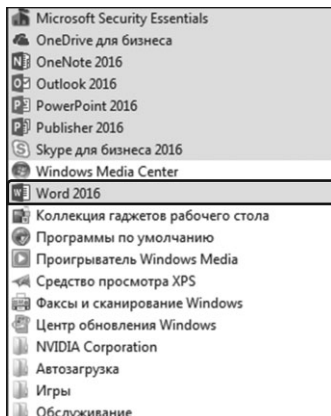 Microsoft Security Essentials
OneDrive для бизнеса
OneNote 2016
Outlook 2016
PowerPoint 2016
Publisher 2016
Skype для бизнеса 2016
Windows Media Center
Word 2016
Коллекция гаджетов рабочего стола
Программы по умолчанию
Проигрыватель Windows Media
Средство просмотра XPS
Факсы и сканирование Windows
Центр обновления Windows
NVIDIA Corporation
Автозагрузка
Игры
Обслуживание